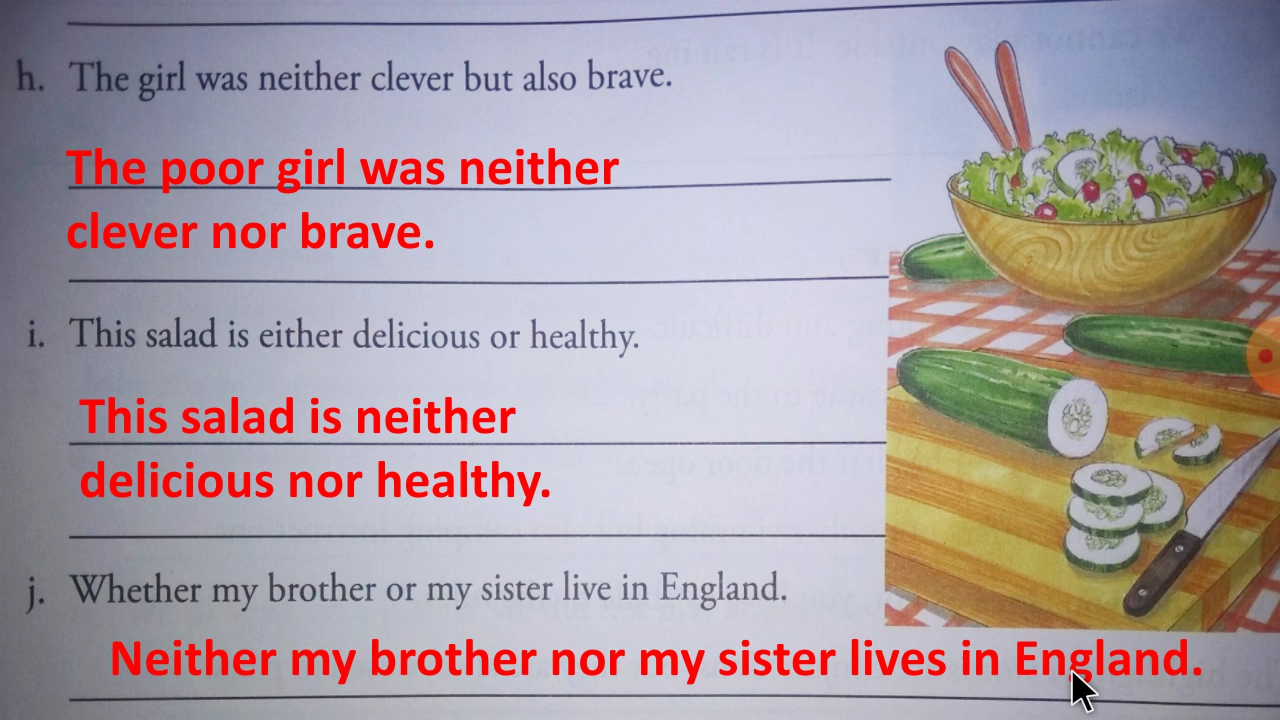 h. The girl was neither clever but also brave.
The poor girl was neither
clever nor brave.
i. This salad is either delicious or healthy.
This salad is neither
delicious nor healthy.
j. Whether my brother or my sister live in England.
Neither my brother nor my sister lives in England.